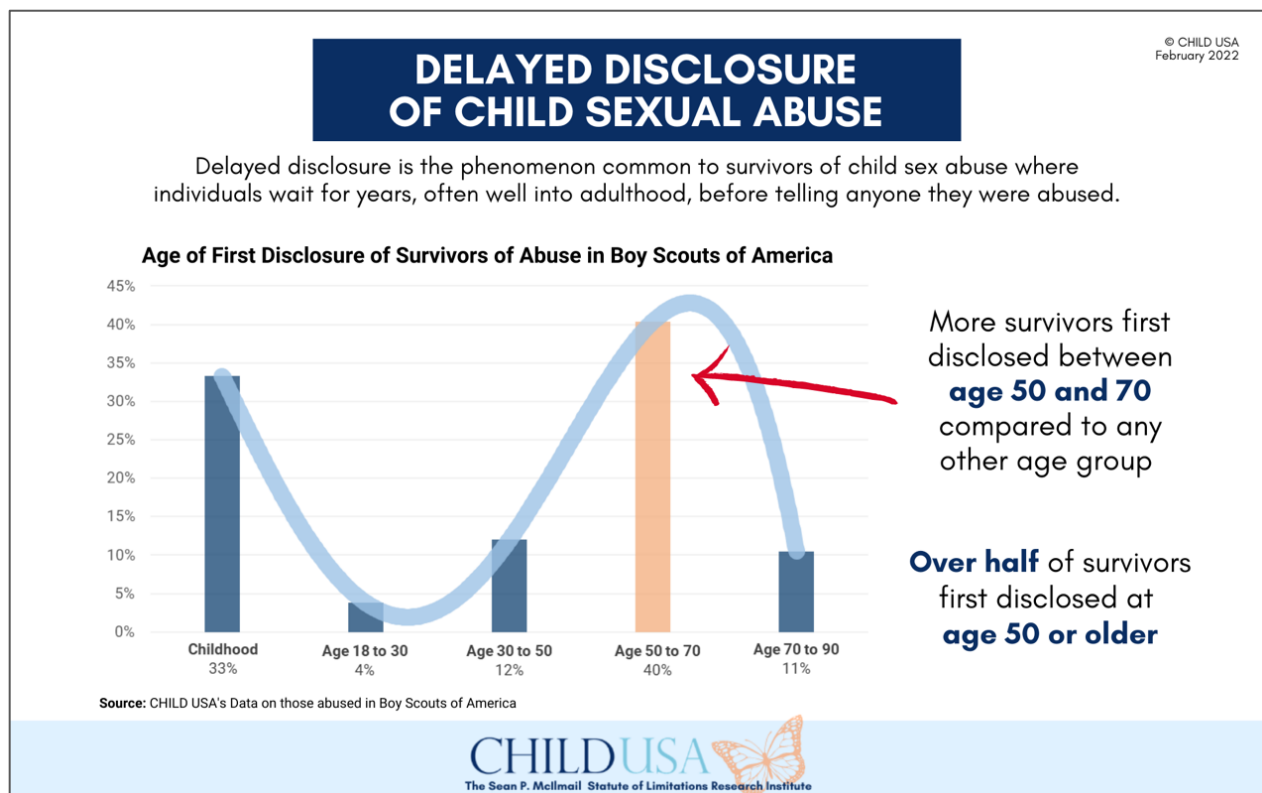 © CHILD USA
February 2022
DELAYED DISCLOSURE
OF CHILD SEXUAL ABUSE
Delayed disclosure is the phenomenon common to survivors of child sex abuse where
individuals wait for years, often well into adulthood, before telling anyone they were abused.
Age of First Disclosure of Survivors of Abuse in Boy Scouts of America
45%
40%
35%
30%
25%
20%
15%
10%
5%
0%
Childhood
33%
Age 18 to 30
4%
Age 30 to 50
12%
Age 50 to 70
40%
Age 70 to 90
11%
More survivors first
disclosed between
age 50 and 70
compared to any
other age group
Over half of survivors
first disclosed at
age 50 or older
Source: CHILD USA's Data on those abused in Boy Scouts of America
CHILD USA
The Sean P. McIlmail Statute of Limitations Research Institute